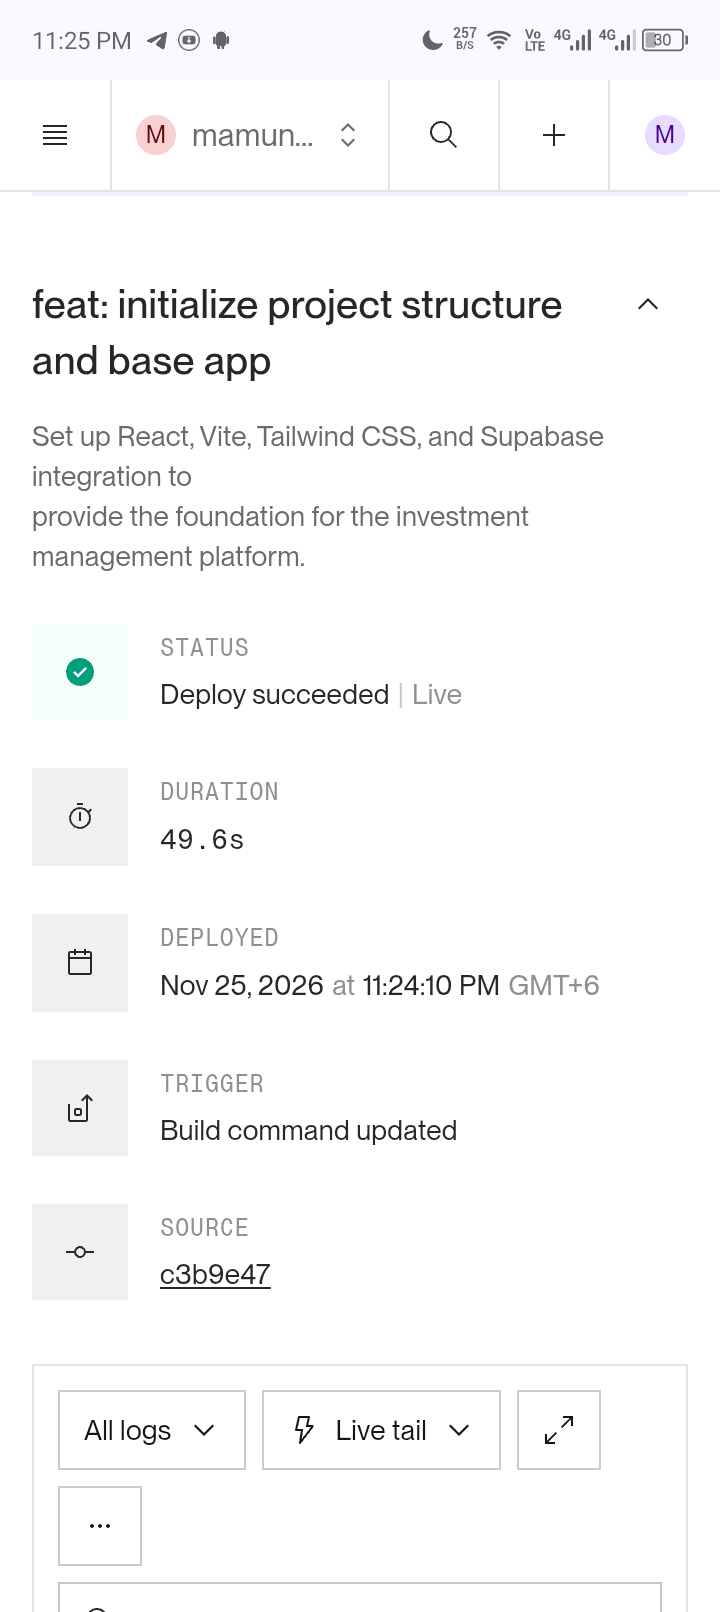 11:25 PM
257
B/S
Vo
LTE
4G
4G
30
M
mamun...
M
feat: initialize project structure
and base app
Set up React, Vite, Tailwind CSS, and Supabase
integration to
provide the foundation for the investment
management platform.
STATUS
Deploy succeeded | Live
DURATION
49.6s
DEPLOYED
Nov 25, 2026 at 11:24:10 PM GMT+6
TRIGGER
Build command updated
SOURCE
c3b9e47
All logs
Live tail